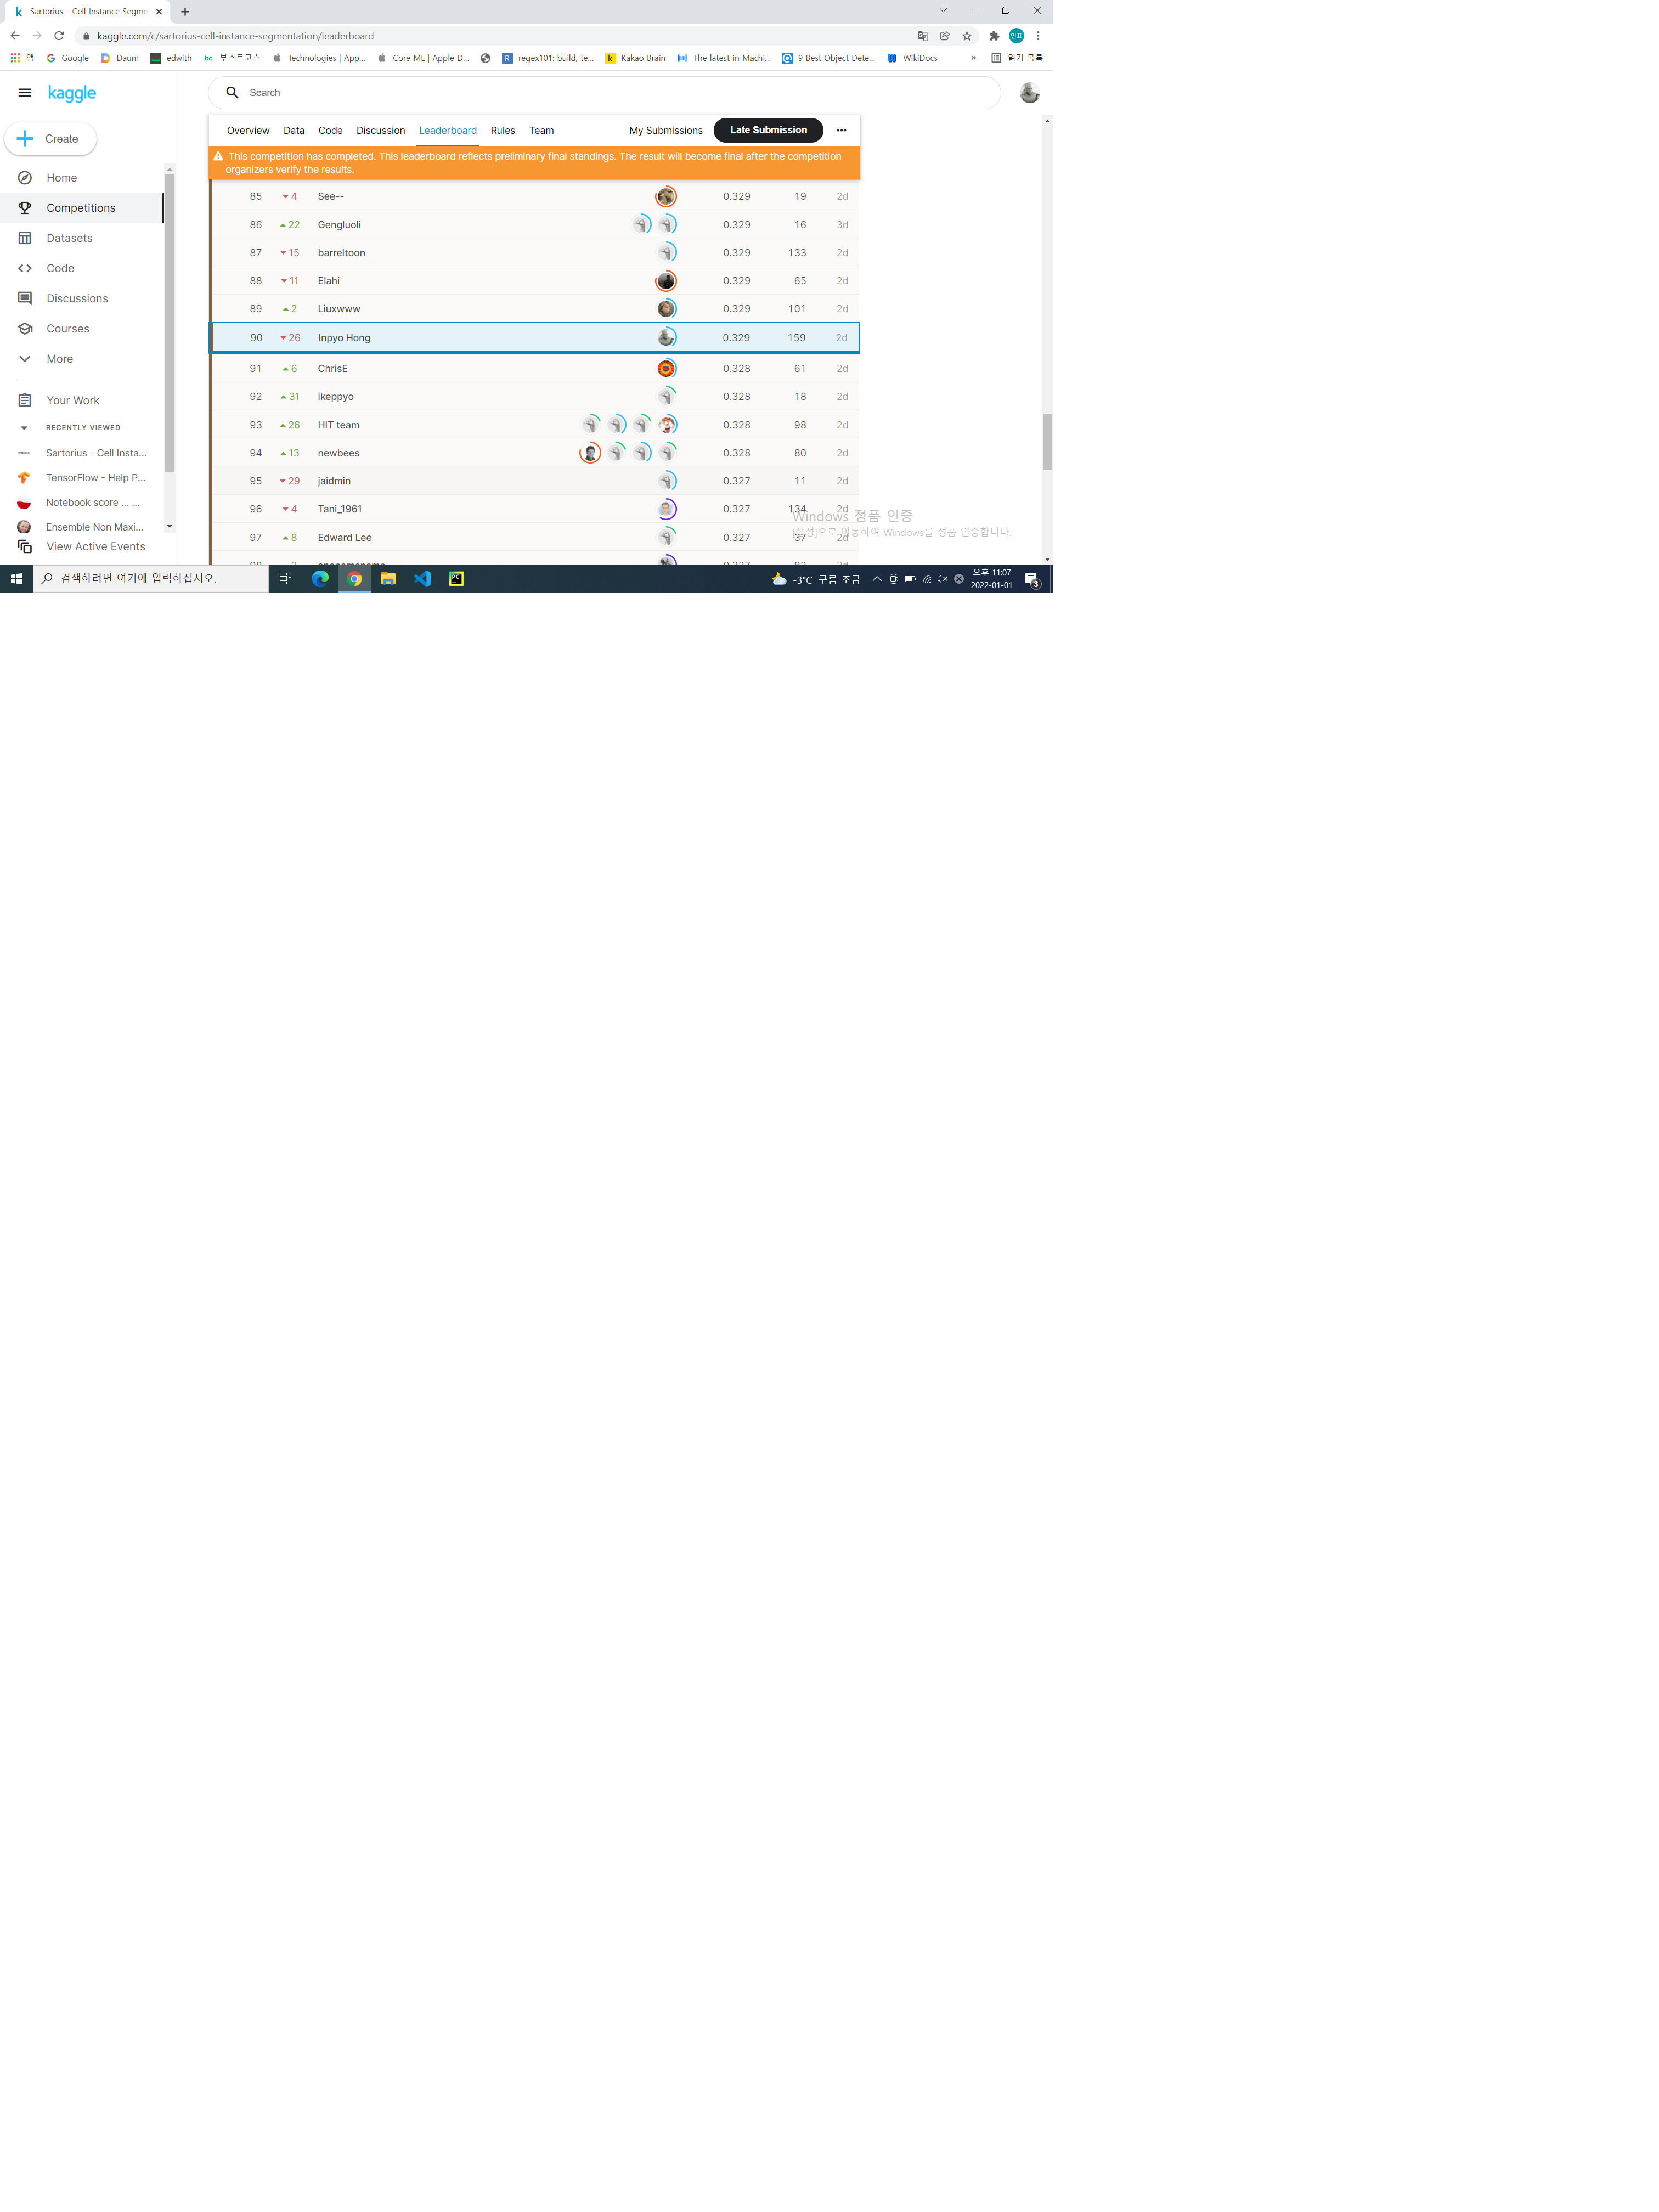 Sartorius - Cell Instance Segme
kaggle.com/c/sartorius-cell-instance-segmentation/leaderboard
인표
앱 Google Daum edwith bc 부스트코스 Technologies | App... Core ML | Apple D... R regex101: build, te... k Kakao Brain The latest in Machi... 9 Best Object Dete... WikiDocs » 읽기 목록
kaggle
Search
Create
Overview Data Code Discussion Leaderboard Rules Team My Submissions Late Submission
This competition has completed. This leaderboard reflects preliminary final standings. The result will become final after the competition
organizers verify the results.
Home
Competitions
Datasets
Code
Discussions
Courses
More
Your Work
RECENTLY VIEWED
Sartorius - Cell Insta...
TensorFlow - Help P...
Notebook score ... ...
Ensemble Non Maxi...
View Active Events
85 4 See-- 0.329 19 2d
86 22 Gengluoli 0.329 16 3d
87 15 barreltoon 0.329 133 2d
88 11 Elahi 0.329 65 2d
89 2 Liuxwww 0.329 101 2d
90 26 Inpyo Hong 0.329 159 2d
91 6 ChrisE 0.328 61 2d
92 31 ikeppyo 0.328 18 2d
93 26 HIT team 0.328 98 2d
94 13 newbees 0.328 80 2d
95 29 jaidmin 0.327 11 2d
96 4 Tani_1961 0.327 134 2d
97 8 Edward Lee 0.327 37 2d
Windows 정품 인증
[설정]으로 이동하여 Windows를 정품 인증합니다.
검색하려면 여기에 입력하십시오.
-3°C 구름 조금
오후 11:07
2022-01-01
3